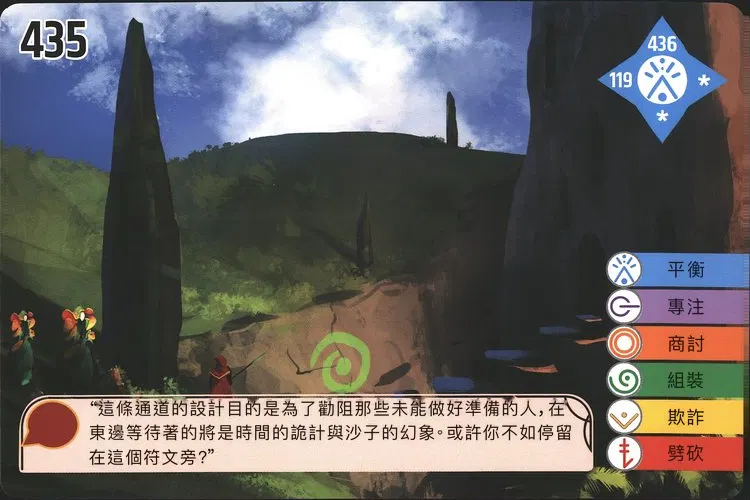 435
436
119 *
*
平衡
專注
商討
組裝
欺詐
劈砍
“這條通道的設計目的是為了勸阻那些未能做好準備的人，在
東邊等待著的將是時間的詭計與沙子的幻象。或許你不如停留
在這個符文旁?”